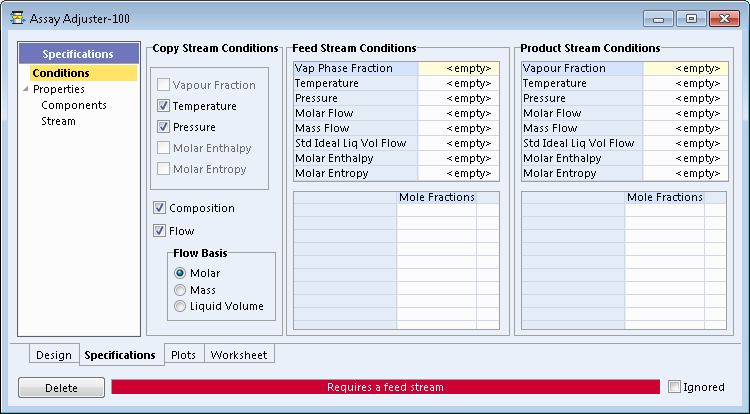 Assay Adjuster-100
Specifications
Conditions
Properties
Components
Stream
Copy Stream Conditions
Vapour Fraction
Temperature
Pressure
Molar Enthalpy
Molar Entropy
Composition
Flow
Flow Basis
Molar
Mass
Liquid Volume
Feed Stream Conditions
Vap Phase Fraction <empty>
Temperature <empty>
Pressure <empty>
Molar Flow <empty>
Mass Flow <empty>
Std Ideal Liq Vol Flow <empty>
Molar Enthalpy <empty>
Molar Entropy <empty>
Mole Fractions
Product Stream Conditions
Vapour Fraction <empty>
Temperature <empty>
Pressure <empty>
Molar Flow <empty>
Mass Flow <empty>
Std Ideal Liq Vol Flow <empty>
Molar Enthalpy <empty>
Molar Entropy <empty>
Mole Fractions
Design Specifications Plots Worksheet
Delete Requires a feed stream Ignored